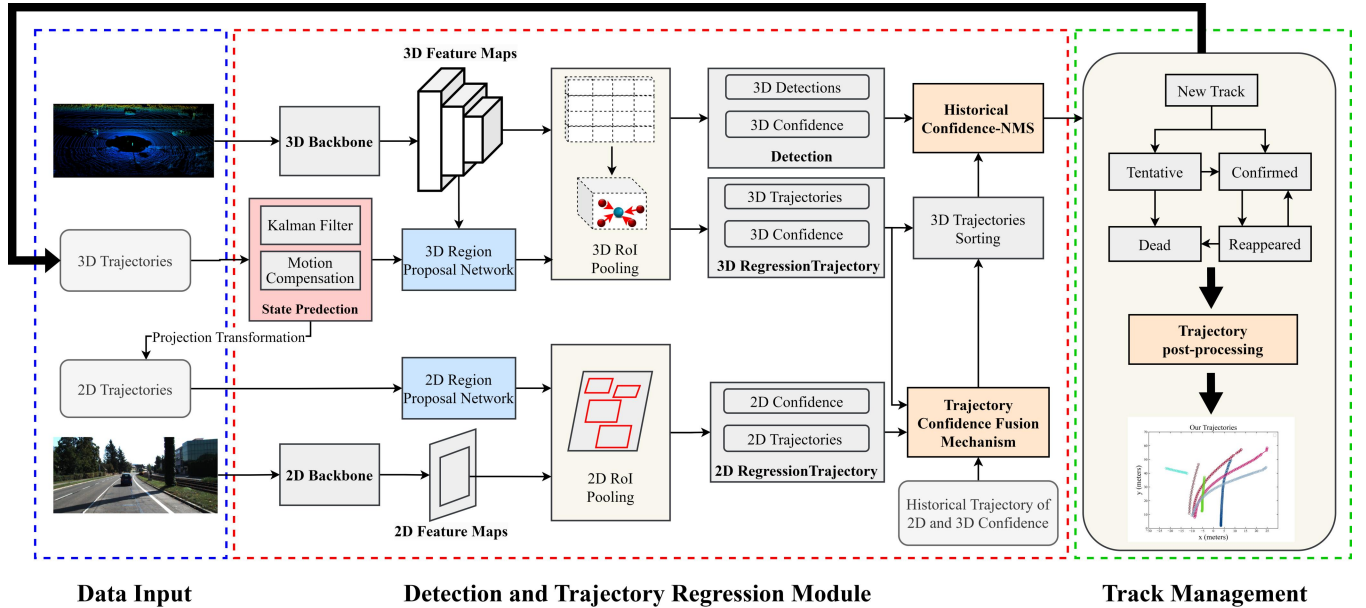 3D Feature Maps
3D Backbone
3D Detections
3D Confidence
Detection
Historical
Confidence-NMS
New Track
Tentative
Confirmed
Dead
Reappeared
3D Trajectories
Kalman Filter
Motion
Compensation
State Predection
3D Region
Proposal Network
3D RoI
Pooling
3D Trajectories
3D Confidence
3D RegressionTrajectory
3D Trajectories
Sorting
Projection Transformation
Trajectory
post-processing
2D Trajectories
2D Region
Proposal Network
2D Confidence
2D Trajectories
2D RegressionTrajectory
Trajectory
Confidence Fusion
Mechanism
2D Backbone
2D Feature Maps
2D RoI
Pooling
Historical Trajectory of
2D and 3D Confidence
Our Trajectories
y (meters)
x (meters)
Data Input
Detection and Trajectory Regression Module
Track Management